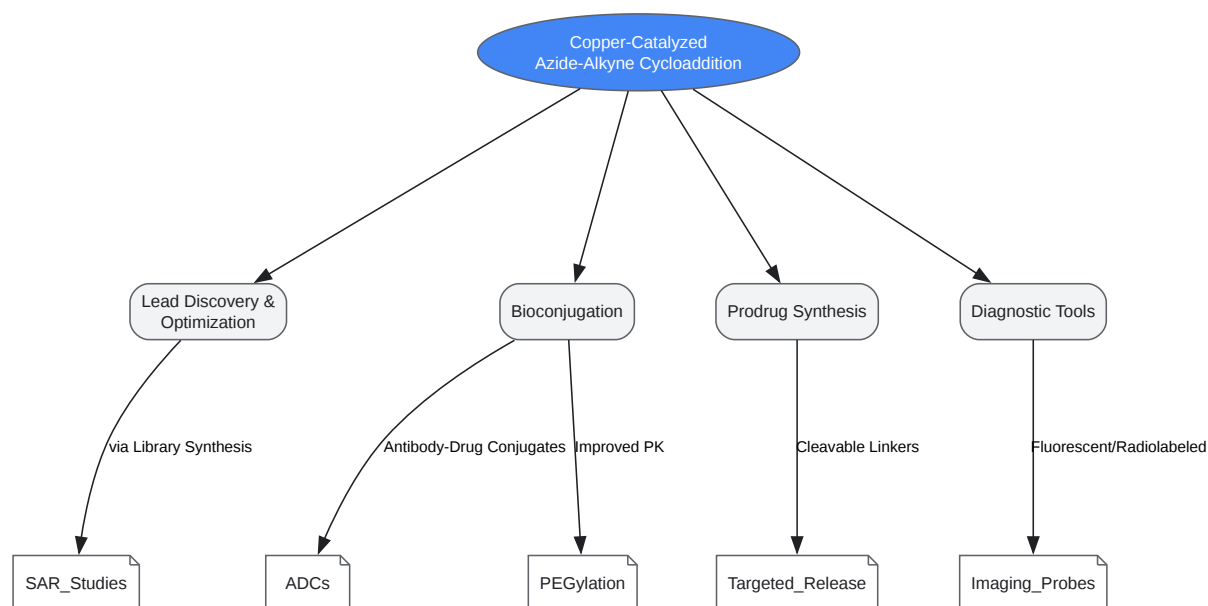 Copper-Catalyzed
Azide-Alkyne Cycloaddition
Lead Discovery &
Optimization
Bioconjugation
Prodrug Synthesis
Diagnostic Tools
via Library Synthesis
Antibody-Drug Conjugates
Improved PK
Cleavable Linkers
Fluorescent/Radiolabeled
SAR_Studies
ADCs
PEGylation
Targeted_Release
Imaging_Probes